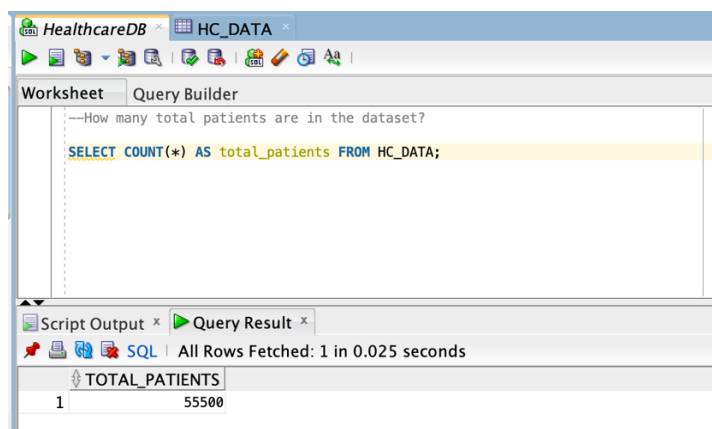 HealthcareDB × HC_DATA ×
Worksheet Query Builder
--How many total patients are in the dataset?
SELECT COUNT(*) AS total_patients FROM HC_DATA;
Script Output × Query Result ×
SQL | All Rows Fetched: 1 in 0.025 seconds
TOTAL_PATIENTS
1 55500